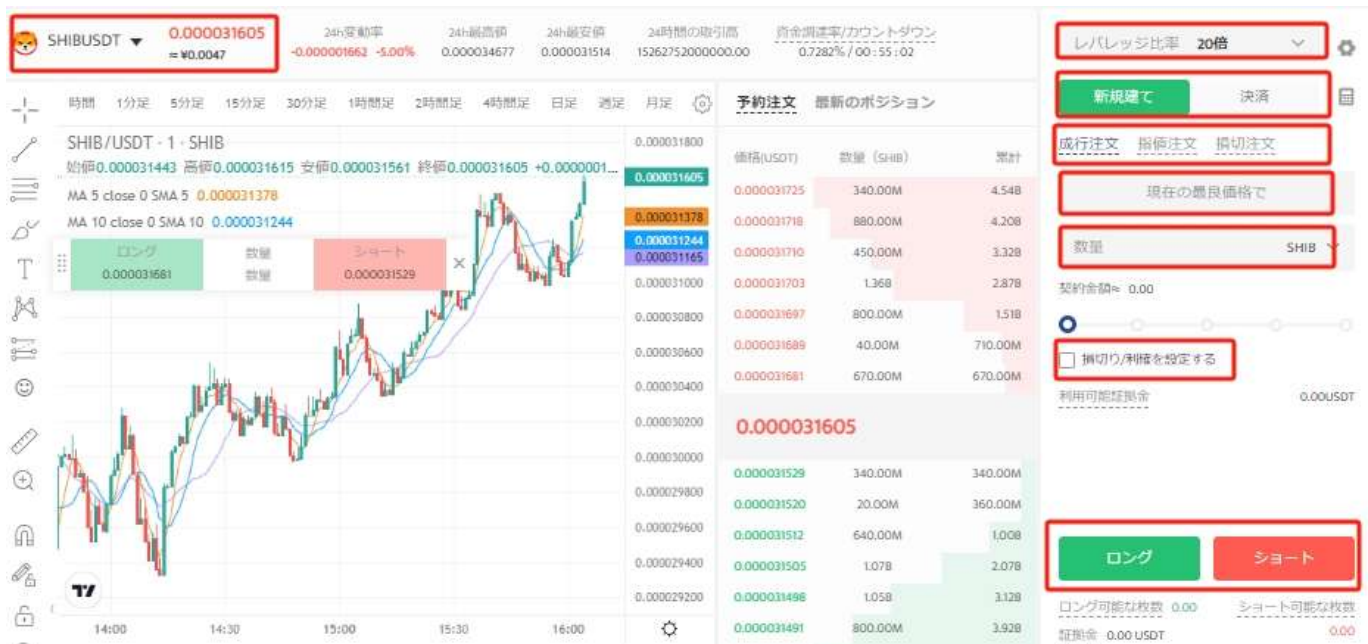 SHIBUSDT
0.000031605
≈ ¥0.0047
24h変動率
-0.000001662 -5.00%
24h最高値
0.000034677
24h最安値
0.000031514
24時間の取引高
15262752000000.00
資金調達率/カウントダウン
0.7282% / 00 : 55 : 02
レバレッジ比率 20倍
新規建て 決済
成行注文 指値注文 損切注文
現在の最良価格で
数量 SHIB
契約金額≈ 0.00
損切り/利確を設定する
利用可能証拠金 0.00USDT
ロング ショート
ロング可能な枚数 0.00 ショート可能な枚数
0.00
証拠金 0.00 USDT
時間 1分足 5分足 15分足 30分足 1時間足 2時間足 4時間足 日足 週足 月足
SHIB/USDT · 1 · SHIB
始値0.000031443 高値0.000031615 安値0.000031561 終値0.000031605 +0.0000001...
MA 5 close 0 SMA 5 0.000031378
MA 10 close 0 SMA 10 0.000031244
ロング 数量 ショート
0.000031681 数量 0.000031529
0.000031800
0.000031605
0.000031378
0.000031244
0.000031165
0.000031000
0.000030800
0.000030600
0.000030400
0.000030200
0.000030000
0.000029800
0.000029600
0.000029400
0.000029200
14:00 14:30 15:00 15:30 16:00
予約注文 最新のポジション
価格(USDT) 数量 (SHIB) 累計
0.000031725 340.00M 4.54B
0.000031718 880.00M 4.20B
0.000031710 450.00M 3.32B
0.000031703 1.36B 2.87B
0.000031697 800.00M 1.51B
0.000031689 40.00M 710.00M
0.000031681 670.00M 670.00M
0.000031605
0.000031529 340.00M 340.00M
0.000031520 20.00M 360.00M
0.000031512 640.00M 1.00B
0.000031505 1.07B 2.07B
0.000031498 1.05B 3.12B
0.000031491 800.00M 3.92B